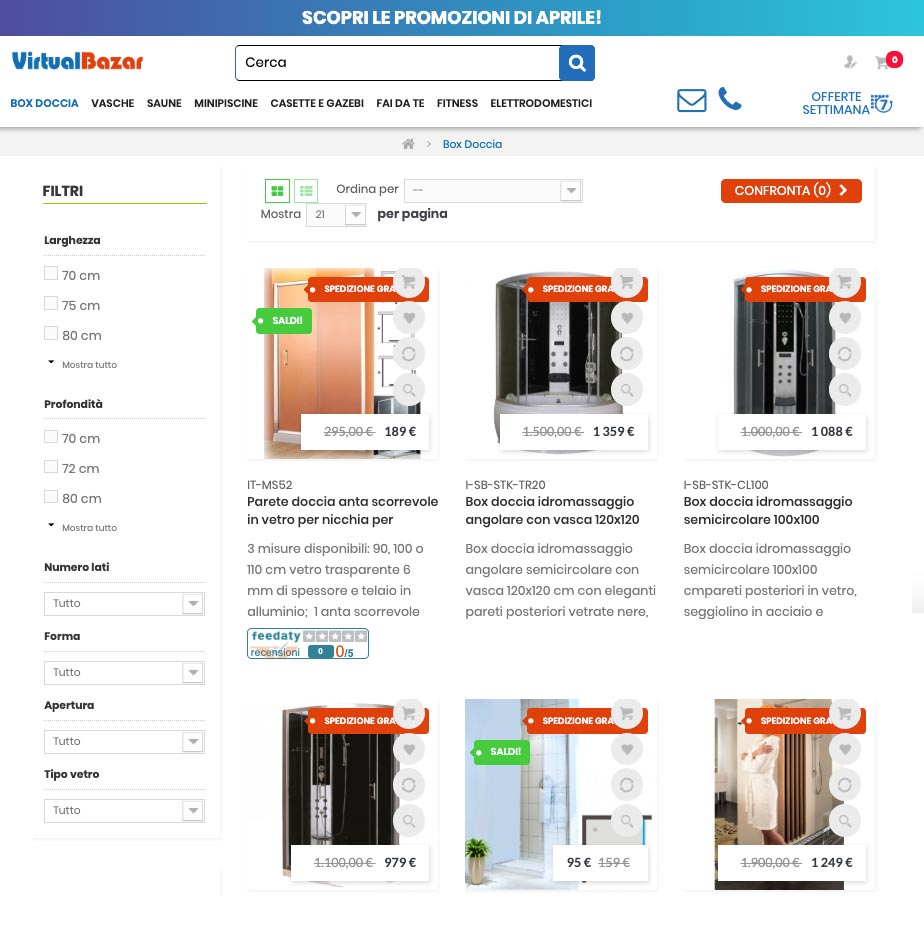 SCOPRI LE PROMOZIONI DI APRILE!
VirtualBazar
Cerca
0
BOX DOCCIA VASCHE SAUNE MINIPISCINE CASETTE E GAZEBI FAI DA TE FITNESS ELETTRODOMESTICI
OFFERTE
SETTIMANA
7
Box Doccia
FILTRI
Larghezza
70 cm
75 cm
80 cm
Mostra tutto
Profondità
70 cm
72 cm
80 cm
Mostra tutto
Numero lati
Tutto
Forma
Tutto
Apertura
Tutto
Tipo vetro
Tutto
Ordina per --
CONFRONTA (0)
Mostra 21 per pagina
SPEDIZIONE GRA
SALDI!
295,00 € 189 €
IT-MS52
Parete doccia anta scorrevole
in vetro per nicchia per
3 misure disponibili: 90, 100 o
110 cm vetro trasparente 6
mm di spessore e telaio in
alluminio; 1 anta scorrevole
feedaty
recensioni 0 0/5
SPEDIZIONE GRA
1.500,00 € 1 359 €
I-SB-STK-TR20
Box doccia idromassaggio
angolare con vasca 120x120
Box doccia idromassaggio
angolare semicircolare con
vasca 120x120 cm con eleganti
pareti posteriori vetrate nere,
SPEDIZIONE GRA
1.000,00 € 1 088 €
I-SB-STK-CL100
Box doccia idromassaggio
semicircolare 100x100
Box doccia idromassaggio
semicircolare 100x100
cmpareti posteriori in vetro,
seggiolino in acciaio e
SPEDIZIONE GRA
1.100,00 € 979 €
SPEDIZIONE GRA
SALDI!
95 € 159 €
SPEDIZIONE GRA
1.900,00 € 1 249 €